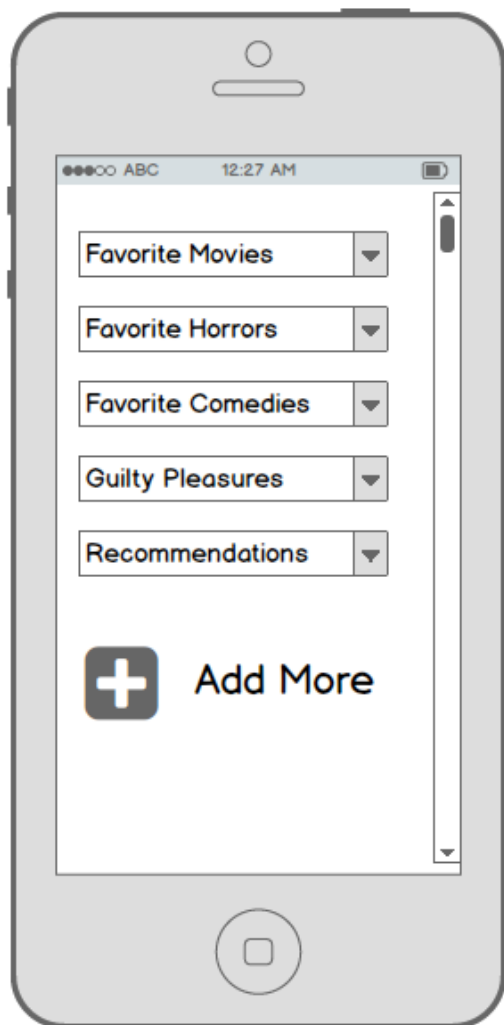 ABC 12:27 AM
Favorite Movies
Favorite Horrors
Favorite Comedies
Guilty Pleasures
Recommendations
Add More